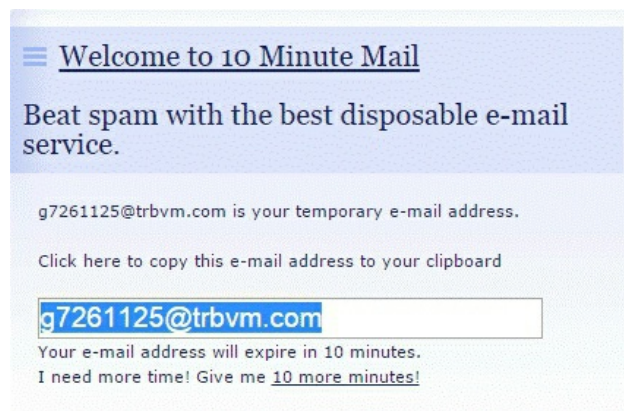 Welcome to 10 Minute Mail
Beat spam with the best disposable e-mail
service.
g7261125@trbvm.com is your temporary e-mail address.
Click here to copy this e-mail address to your clipboard
g7261125@trbvm.com
Your e-mail address will expire in 10 minutes.
I need more time! Give me 10 more minutes!